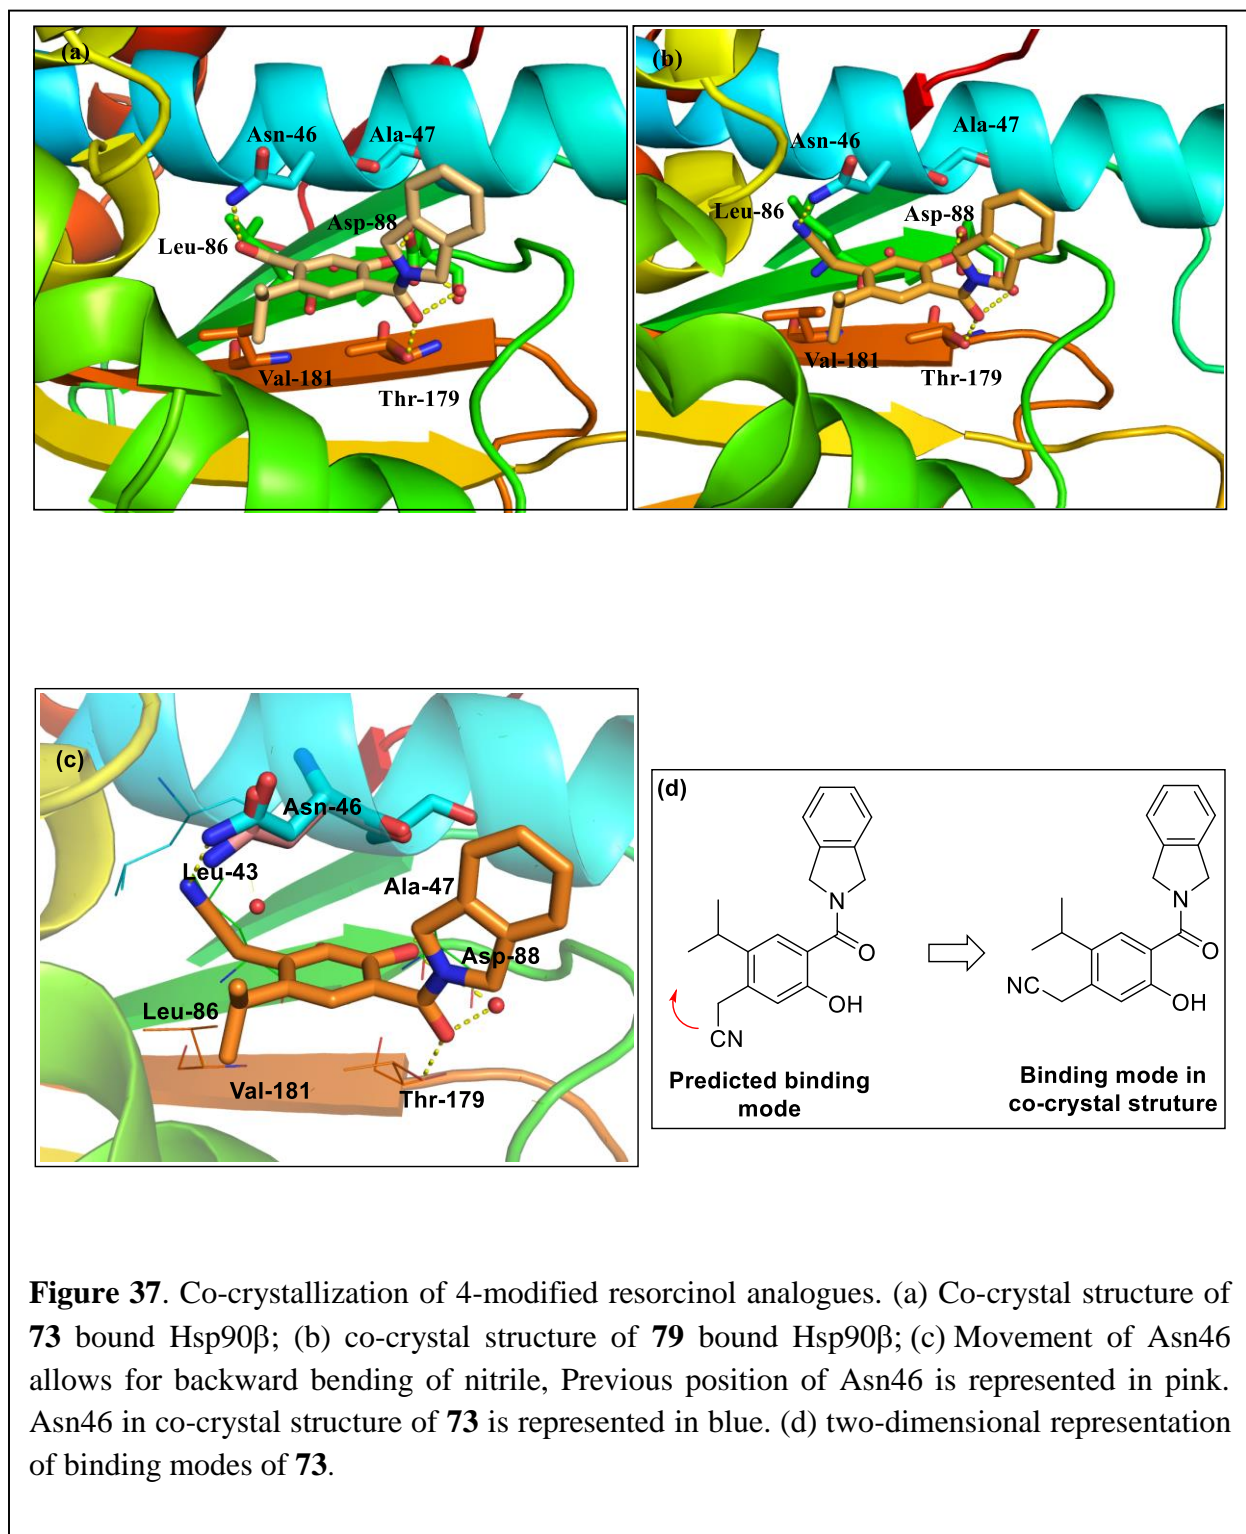 (a)
Asn-46
Ala-47
Asp-88
Leu-86
Val-181
Thr-179
(b)
Ala-47
Asn-46
Leu-86
Asp-88
Val-181
Thr-179
(c)
Asn-46
Leu-43
Ala-47
Asp-88
Leu-86
Val-181
Thr-179
(d)
N
O
OH
CN
Predicted binding
mode
N
O
NC
OH
Binding mode in
co-crystal struture
Figure 37. Co-crystallization of 4-modified resorcinol analogues. (a) Co-crystal structure of
73 bound Hsp90β; (b) co-crystal structure of 79 bound Hsp90β; (c) Movement of Asn46
allows for backward bending of nitrile, Previous position of Asn46 is represented in pink.
Asn46 in co-crystal structure of 73 is represented in blue. (d) two-dimensional representation
of binding modes of 73.